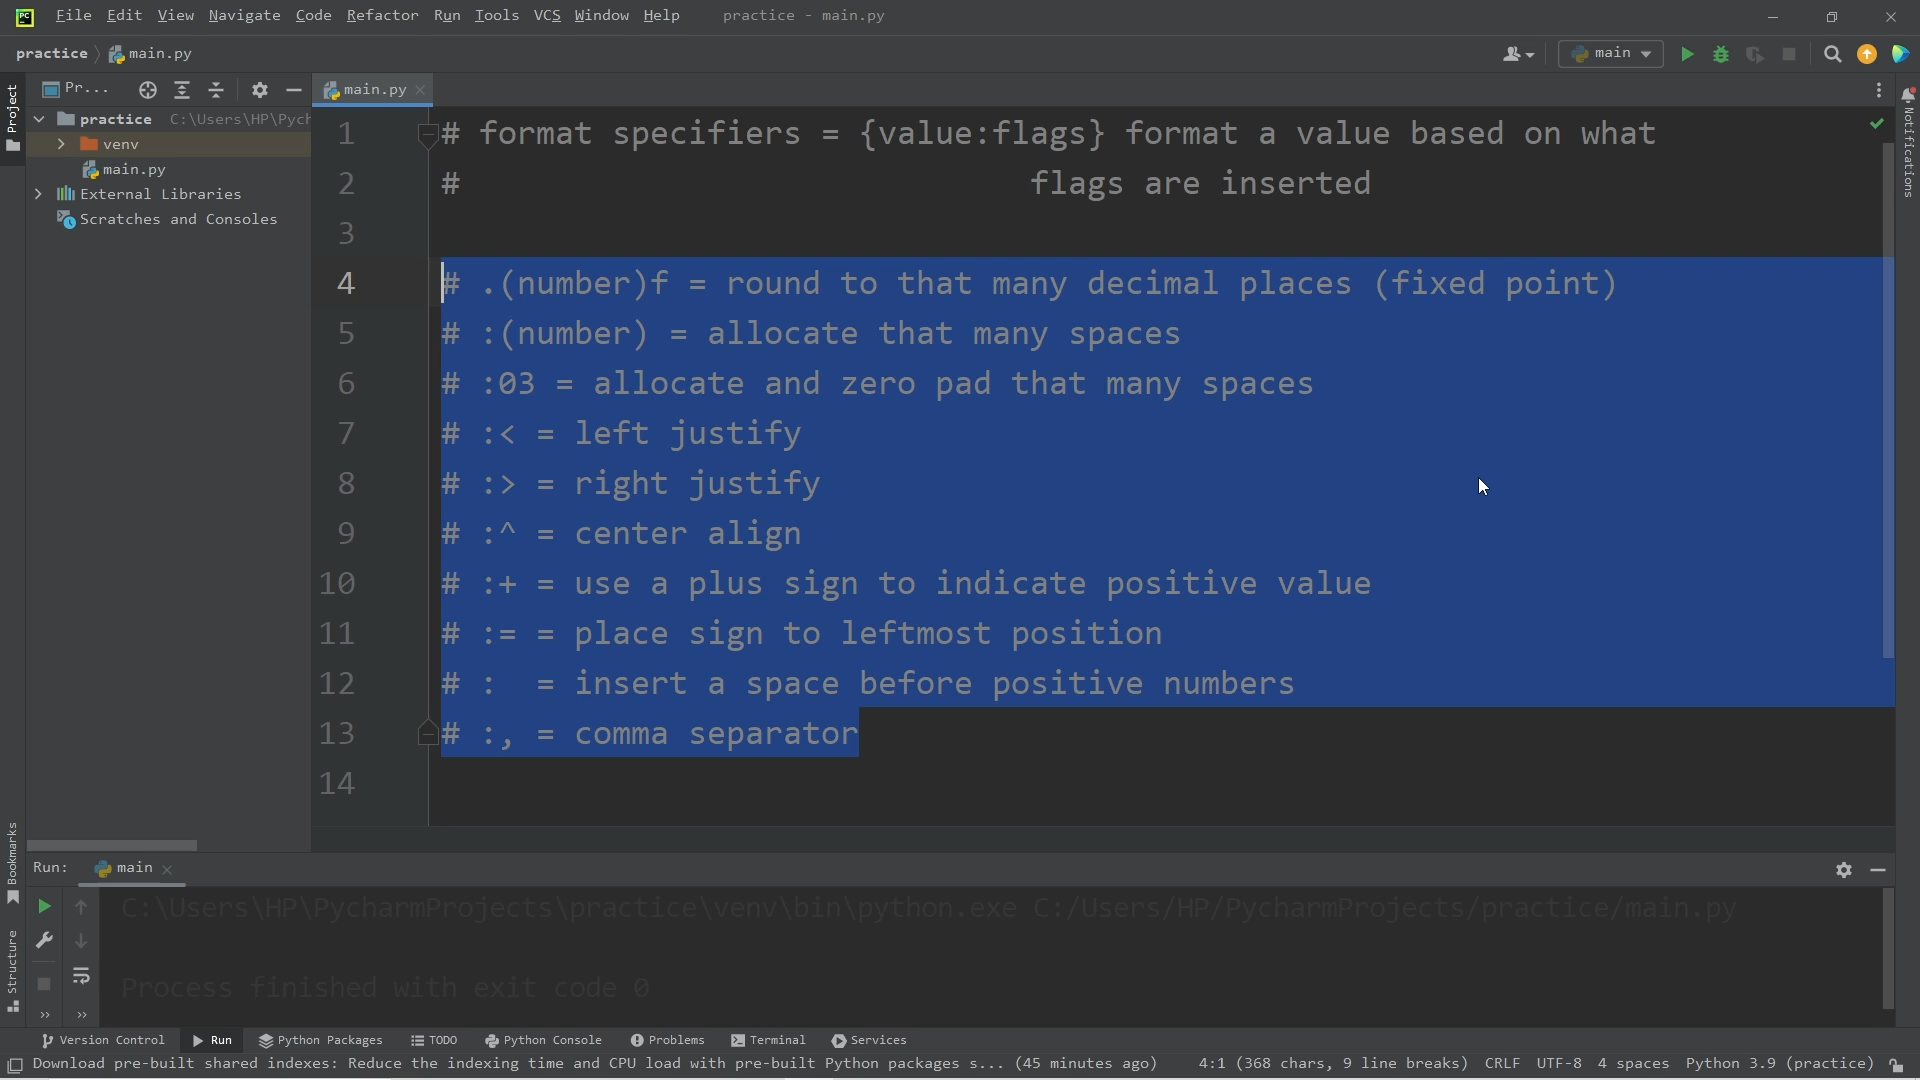 File Edit View Navigate Code Refactor Run Tools VCS Window Help practice - main.py
practice main.py main
Pr... main.py
Project
practice C:\Users\HP\Pych
venv
main.py
External Libraries
Scratches and Consoles
Notifications
1 # format specifiers = {value:flags} format a value based on what
2 # flags are inserted
3
4 # .(number)f = round to that many decimal places (fixed point)
5 # :(number) = allocate that many spaces
6 # :03 = allocate and zero pad that many spaces
7 # :< = left justify
8 # :> = right justify
9 # :^ = center align
10 # :+ = use a plus sign to indicate positive value
11 # := = place sign to leftmost position
12 # :  = insert a space before positive numbers
13 # :, = comma separator
14
Bookmarks
Structure
Run: main
C:\Users\HP\PycharmProjects\practice\venv\bin\python.exe C:/Users/HP/PycharmProjects/practice/main.py
Process finished with exit code 0
Version Control Run Python Packages TODO Python Console Problems Terminal Services
Download pre-built shared indexes: Reduce the indexing time and CPU load with pre-built Python packages s... (45 minutes ago) 4:1 (368 chars, 9 line breaks) CRLF UTF-8 4 spaces Python 3.9 (practice)